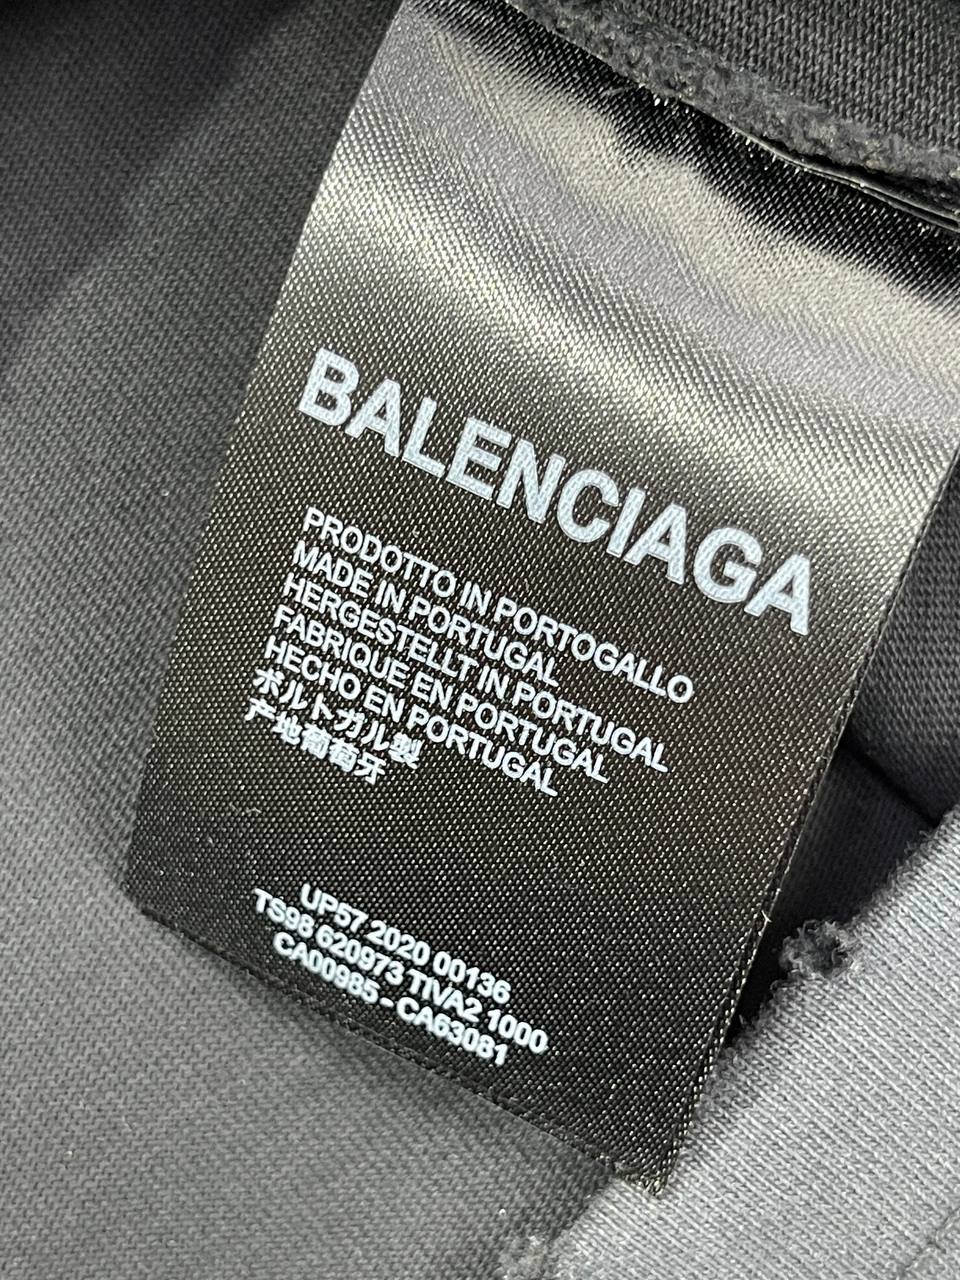 BALENCIAGA
PRODOTTO IN PORTOGALLO
MADE IN PORTUGAL
HERGESTELLT IN PORTUGAL
FABRIQUE EN PORTUGAL
HECHO EN PORTUGAL
ポルトガル製
产地葡萄牙
UP57 2020 00136
TS98 620973 TIVA2 1000
CA00985 - CA63081